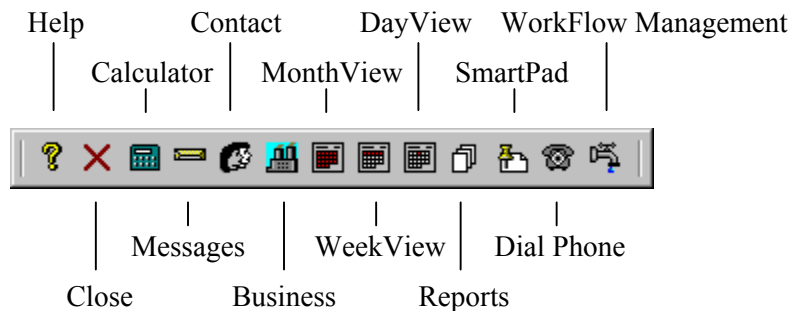 Help Contact DayView WorkFlow Management
Calculator MonthView SmartPad
Messages WeekView Dial Phone
Close Business Reports